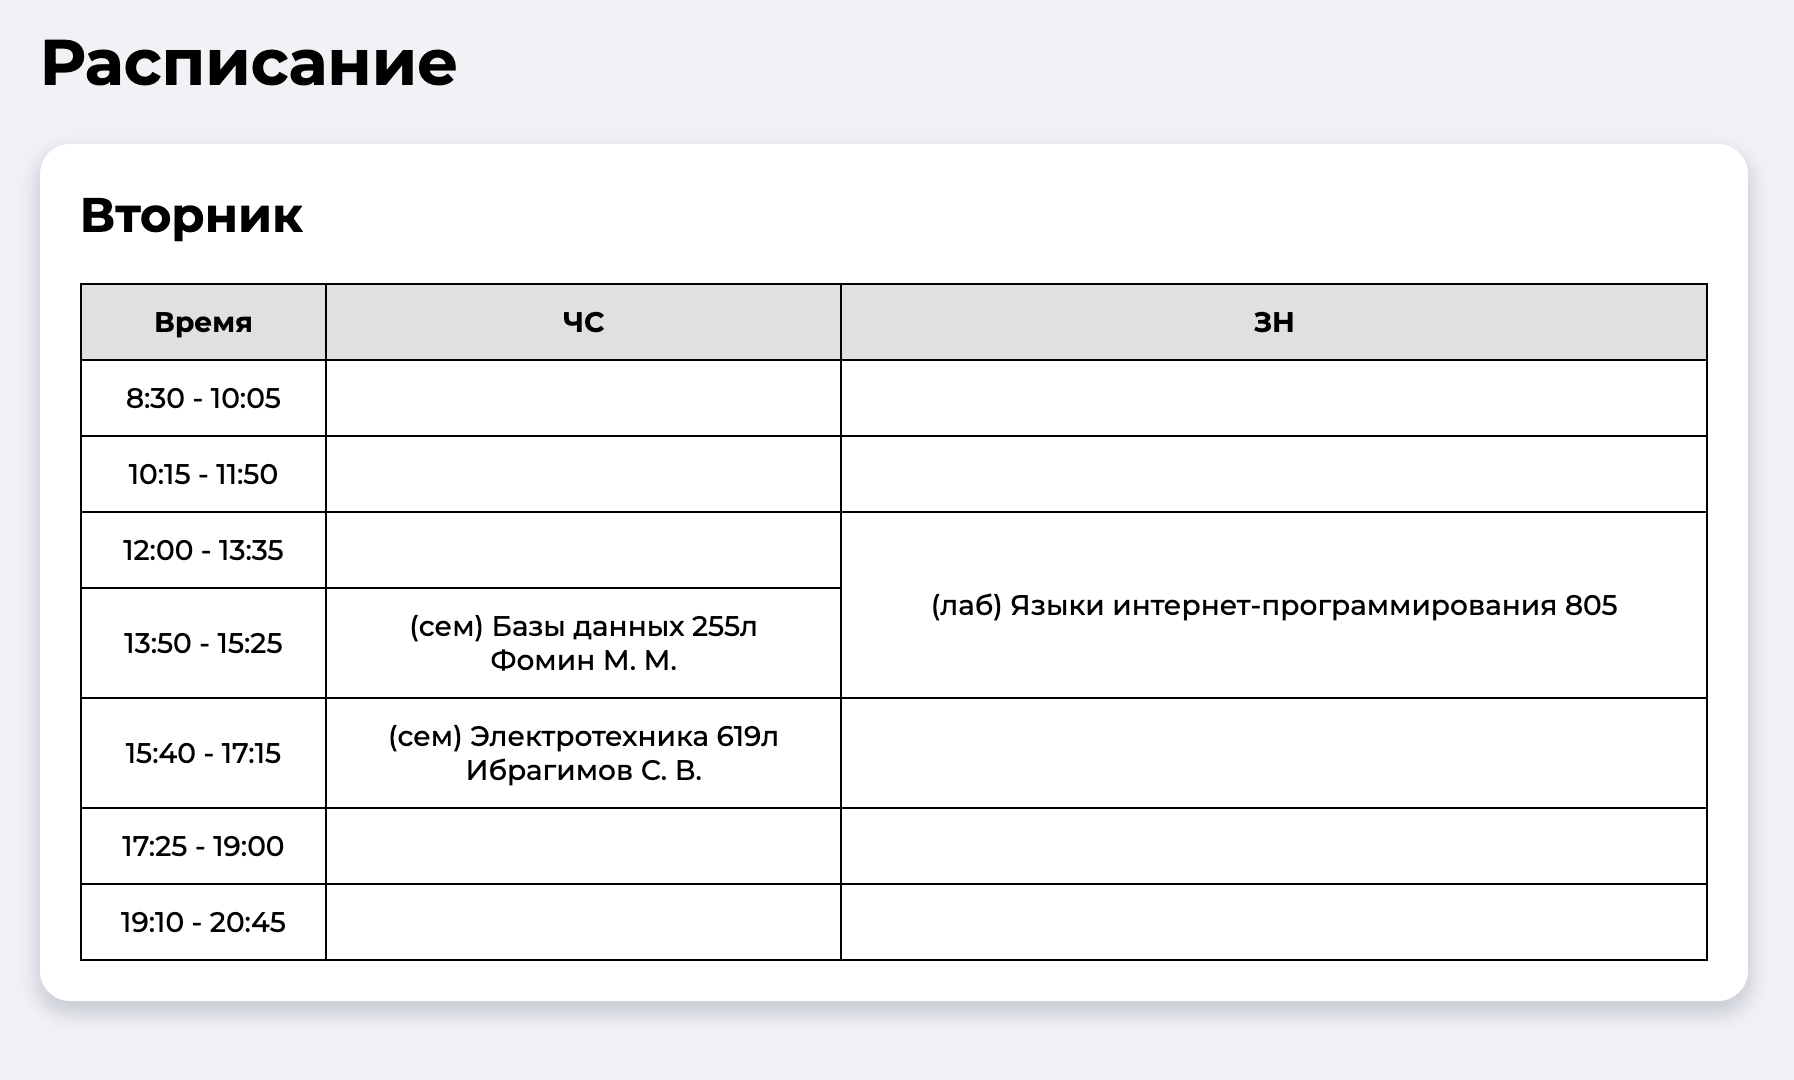 Расписание
Вторник
Время ЧС ЗН
8:30 - 10:05
10:15 - 11:50
12:00 - 13:35
(лаб) Языки интернет-программирования 805
13:50 - 15:25
(сем) Базы данных 255л
Фомин М. М.
15:40 - 17:15
(сем) Электротехника 619л
Ибрагимов С. В.
17:25 - 19:00
19:10 - 20:45